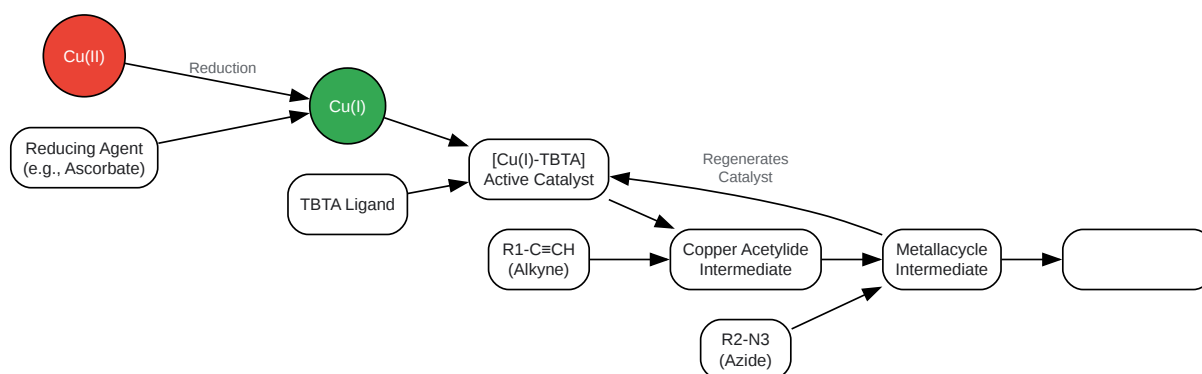 Cu(II)
Reduction
Cu(I)
Reducing Agent
(e.g., Ascorbate)
[Cu(I)-TBTA]
Active Catalyst
Regenerates
Catalyst
TBTA Ligand
R1-C≡CH
(Alkyne)
Copper Acetylide
Intermediate
Metallacycle
Intermediate
R2-N3
(Azide)